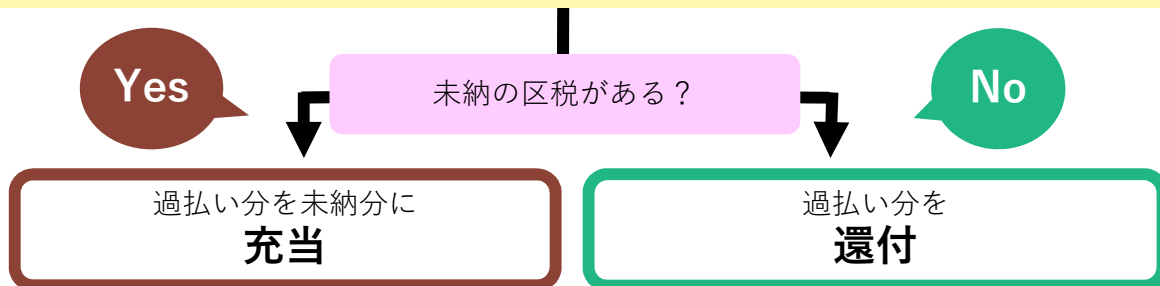 Yes
未納の区税がある？
No
過払い分を未納分に
充当
過払い分を
還付